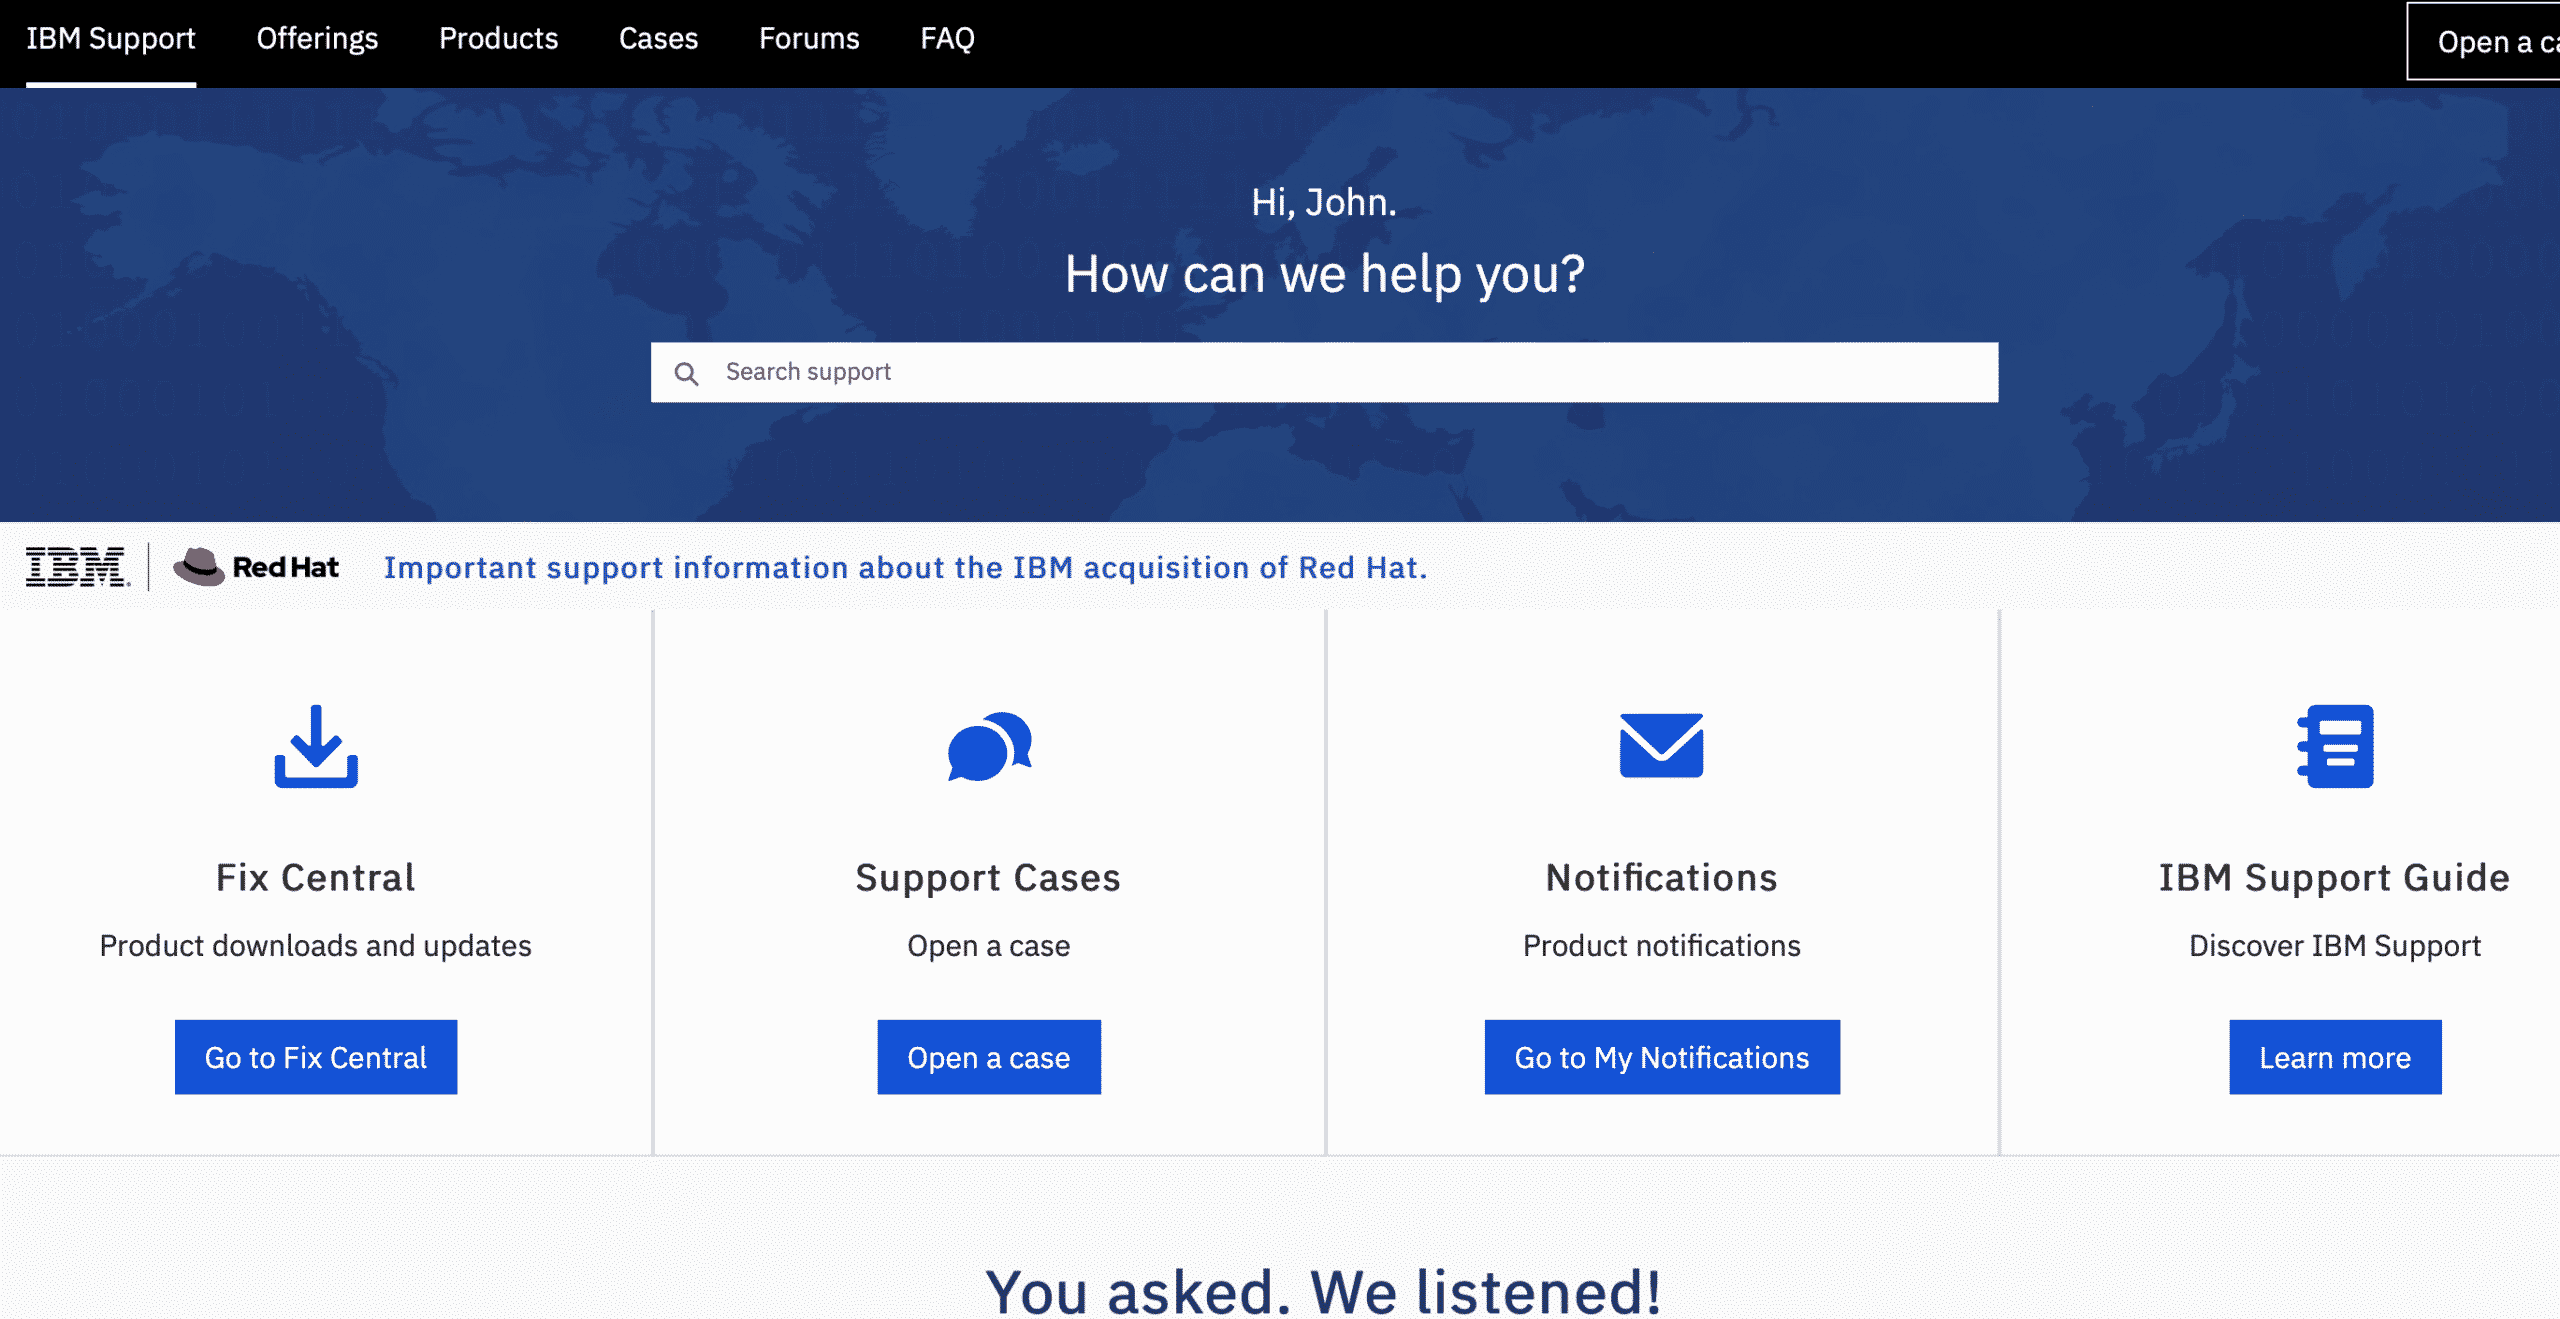 IBM Support Offerings Products Cases Forums FAQ Open a ca
Hi, John.
How can we help you?
Search support
IBM Red Hat Important support information about the IBM acquisition of Red Hat.
Fix Central
Product downloads and updates
Go to Fix Central
Support Cases
Open a case
Open a case
Notifications
Product notifications
Go to My Notifications
IBM Support Guide
Discover IBM Support
Learn more
You asked. We listened!